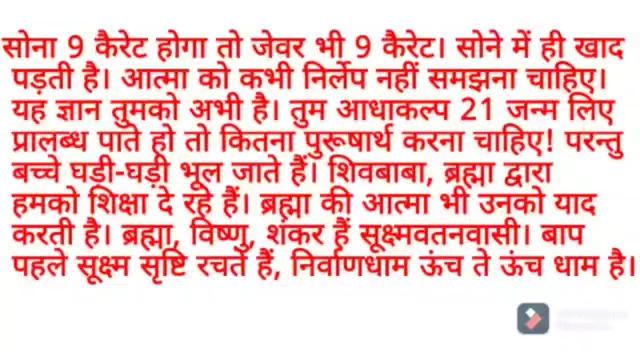 सोना 9 कैरेट होगा तो जेवर भी 9 कैरेट। सोने में ही खाद
पड़ती है। आत्मा को कभी निर्लेप नहीं समझना चाहिए।
यह ज्ञान तुमको अभी है। तुम आधाकल्प 21 जन्म लिए
प्रालब्ध पाते हो तो कितना पुरूषार्थ करना चाहिए! परन्तु
बच्चे घड़ी-घड़ी भूल जाते हैं। शिवबाबा, ब्रह्मा द्वारा
हमको शिक्षा दे रहे हैं। ब्रह्मा की आत्मा भी उनको याद
करती है। ब्रह्मा, विष्णु, शंकर हैं सूक्ष्मवतनवासी। बाप
पहले सूक्ष्म सृष्टि रचते हैं, निर्वाणधाम ऊंच ते ऊंच धाम है।